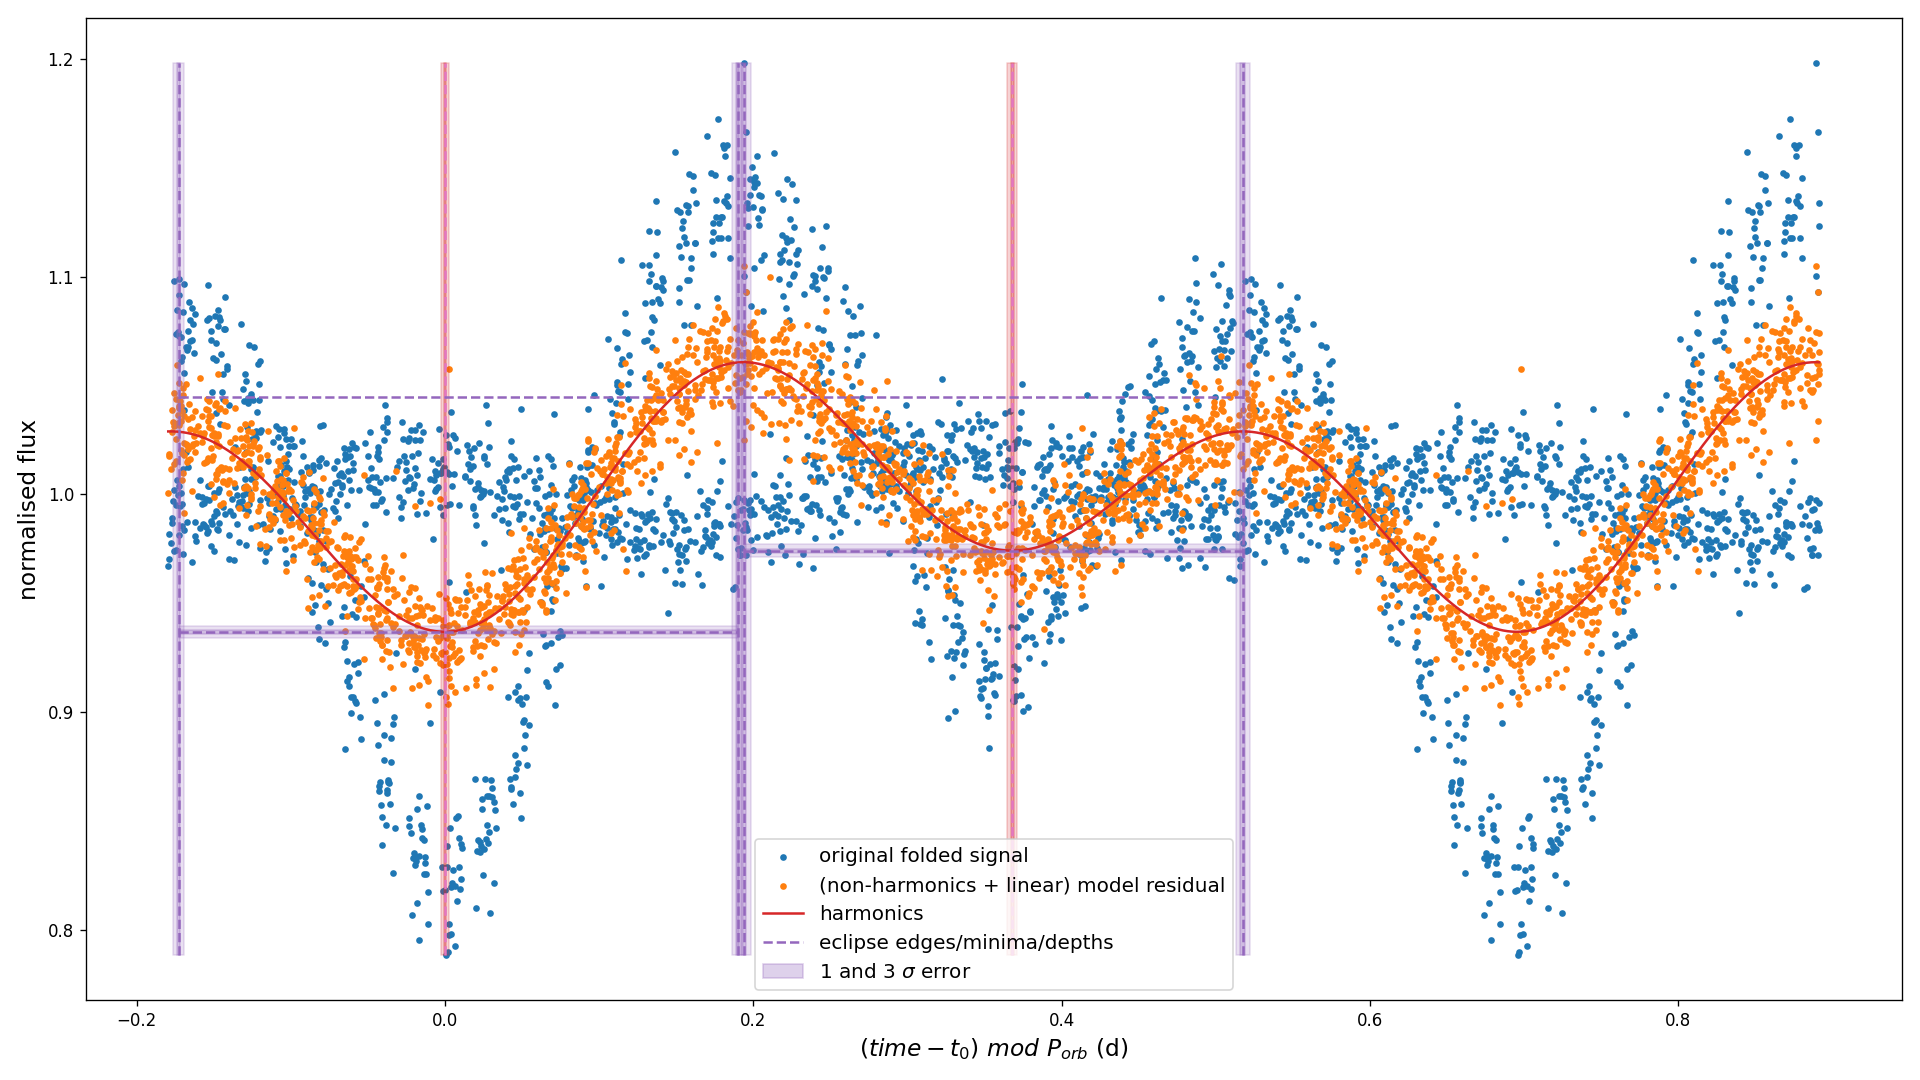 normalised flux
1.2
1.1
1.0
0.9
0.8
original folded signal
(non-harmonics + linear) model residual
harmonics
eclipse edges/minima/depths
1 and 3 σ error
−0.2
0.0
0.2
0.4
0.6
0.8
(time − t₀) mod Pₒᵣb (d)